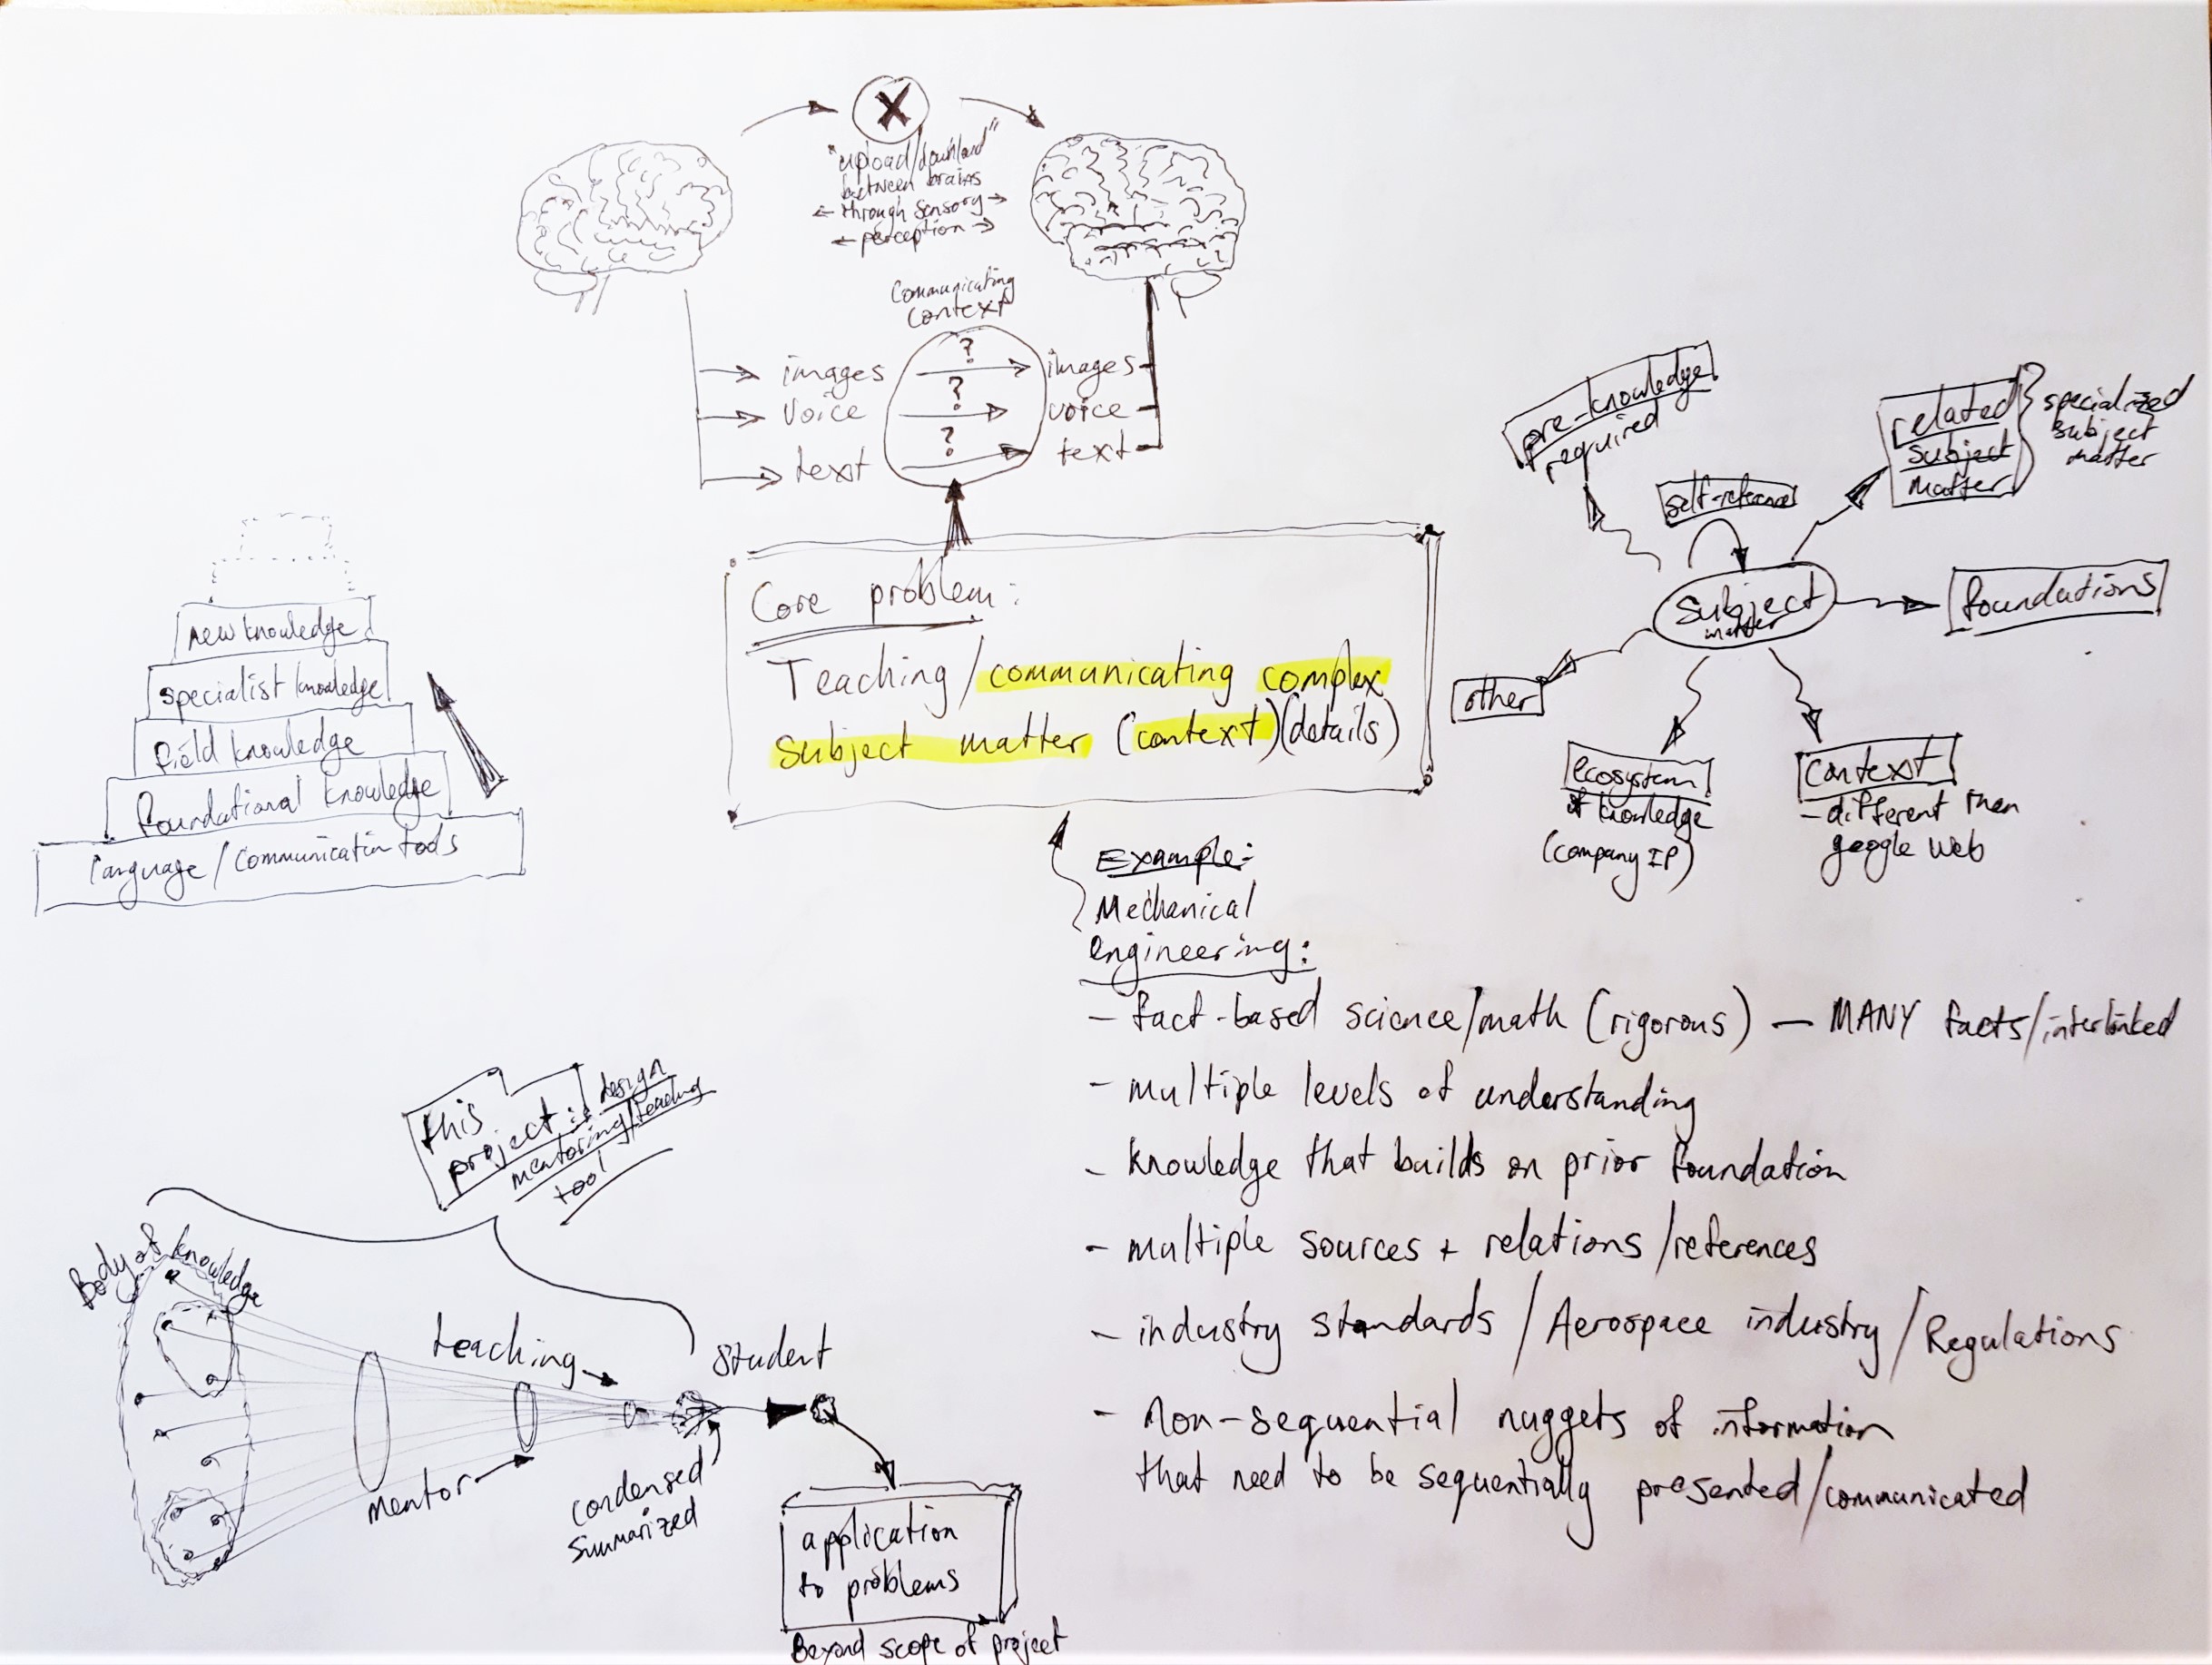 X
"upload/download"
between brains
through sensory
perception
Communicating
Context
images ? images
Voice ? voice
text ? text
Core problem:
Teaching/communicating complex
subject matter (context)(details)
new knowledge
specialist knowledge
field knowledge
foundational knowledge
language/communication tools
pre-knowledge
required
self-reference
related
subject
matter
specialized
subject
matter
Subject
matter
foundations
other
ecosystem
of knowledge
(company IP)
context
- different then
google web
Example:
Mechanical
engineering:
- fact-based science/math (rigorous) - MANY facts/interlinked
- multiple levels of understanding
- knowledge that builds on prior foundation
- multiple sources + relations/references
- industry standards / Aerospace industry / Regulations
- non-sequential nuggets of information
that need to be sequentially presented/communicated
this
project: design
mentoring/teaching
tool
Body of knowledge
teaching
Student
mentor
condensed
summarized
application
to problems
Beyond scope of project